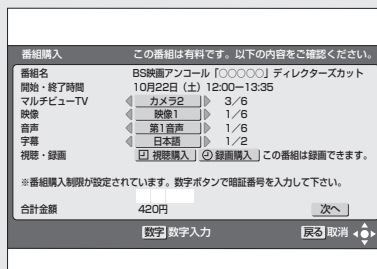 番組購入 この番組は有料です。以下の内容をご確認ください。
番組名 BS映画アンコール「○○○○○」ディレクターズカット
開始・終了時間 10月22日（土）12:00ー13:35
マルチビューTV カメラ2 3／6
映像 映像1 1／6
音声 第1音声 1／6
字幕 日本語 1／2
視聴・録画 視聴購入 録画購入 この番組は録画できます。
※番組購入制限が設定されています。数字ボタンで暗証番号を入力して下さい。
合計金額 420円 次へ
数字 数字入力 戻る 取消